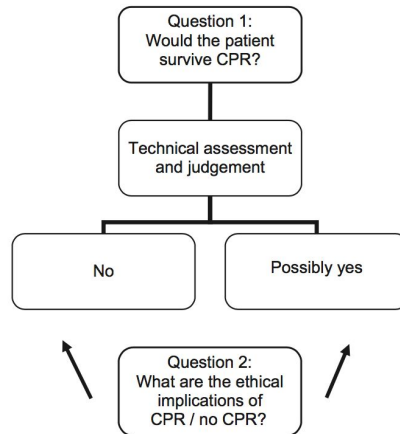 Question 1:
Would the patient
survive CPR?
Technical assessment
and judgement
No
Possibly yes
Question 2:
What are the ethical
implications of
CPR / no CPR?